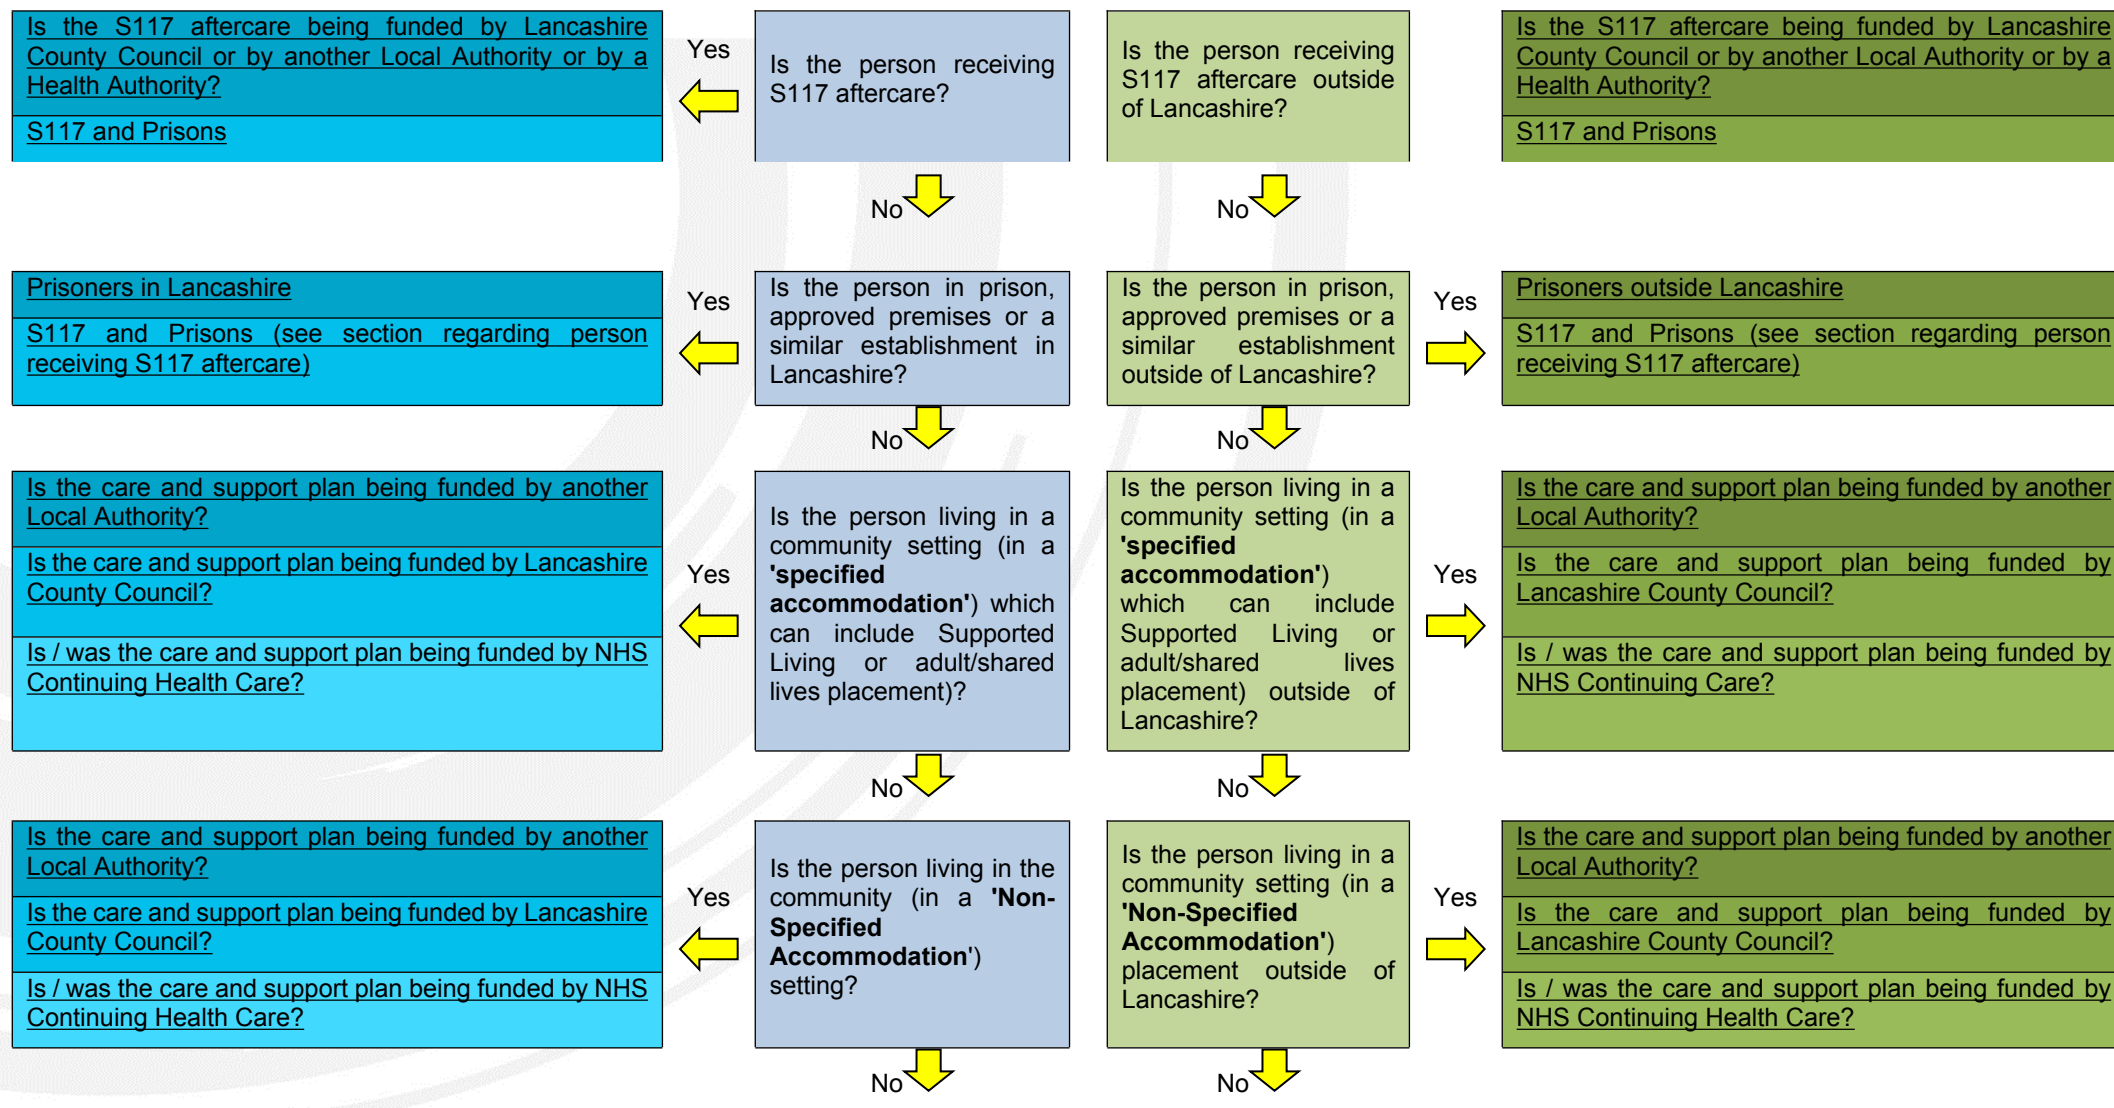 Is the S117 aftercare being funded by Lancashire
County Council or by another Local Authority or by a
Health Authority?
S117 and Prisons
Yes
Is the person receiving
S117 aftercare?
Is the person receiving
S117 aftercare outside
of Lancashire?
Is the S117 aftercare being funded by Lancashire
County Council or by another Local Authority or by a
Health Authority?
S117 and Prisons
No
No
Prisoners in Lancashire
S117 and Prisons (see section regarding person
receiving S117 aftercare)
Yes
Is the person in prison,
approved premises or a
similar establishment in
Lancashire?
Is the person in prison,
approved premises or a
similar establishment
outside of Lancashire?
Yes
Prisoners outside Lancashire
S117 and Prisons (see section regarding person
receiving S117 aftercare)
No
No
Is the care and support plan being funded by another
Local Authority?
Is the care and support plan being funded by Lancashire
County Council?
Is / was the care and support plan being funded by NHS
Continuing Health Care?
Yes
Is the person living in a
community setting (in a
'specified
accommodation') which
can include Supported
Living or adult/shared
lives placement)?
Is the person living in a
community setting (in a
'specified
accommodation')
which can include
Supported Living or
adult/shared lives
placement) outside of
Lancashire?
Yes
Is the care and support plan being funded by another
Local Authority?
Is the care and support plan being funded by
Lancashire County Council?
Is / was the care and support plan being funded by
NHS Continuing Care?
No
No
Is the care and support plan being funded by another
Local Authority?
Is the care and support plan being funded by Lancashire
County Council?
Is / was the care and support plan being funded by NHS
Continuing Health Care?
Yes
Is the person living in the
community (in a 'Non-
Specified
Accommodation')
setting?
Is the person living in a
community setting (in a
'Non-Specified
Accommodation')
placement outside of
Lancashire?
Yes
Is the care and support plan being funded by another
Local Authority?
Is the care and support plan being funded by
Lancashire County Council?
Is / was the care and support plan being funded by
NHS Continuing Health Care?
No
No